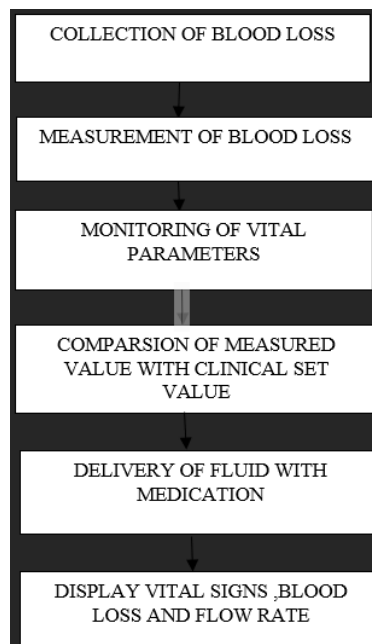 COLLECTION OF BLOOD LOSS
MEASUREMENT OF BLOOD LOSS
MONITORING OF VITAL
PARAMETERS
COMPARSION OF MEASURED
VALUE WITH CLINICAL SET
VALUE
DELIVERY OF FLUID WITH
MEDICATION
DISPLAY VITAL SIGNS ,BLOOD
LOSS AND FLOW RATE